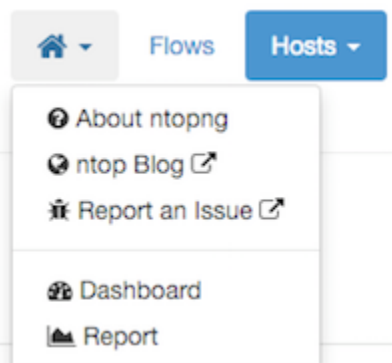 Flows
Hosts
About ntopng
ntop Blog
Report an Issue
Dashboard
Report